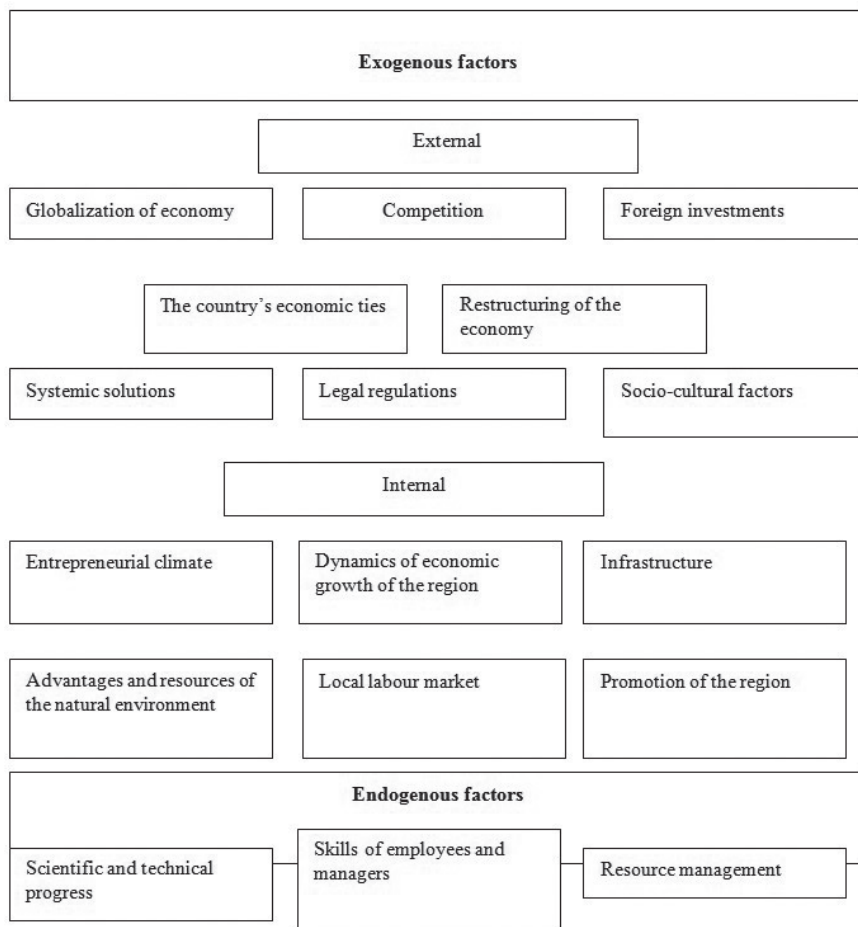 Exogenous factors
External
Globalization of economy
Competition
Foreign investments
The country’s economic ties
Restructuring of the
economy
Systemic solutions
Legal regulations
Socio-cultural factors
Internal
Entrepreneurial climate
Dynamics of economic
growth of the region
Infrastructure
Advantages and resources of
the natural environment
Local labour market
Promotion of the region
Endogenous factors
Scientific and technical
progress
Skills of employees and
managers
Resource management